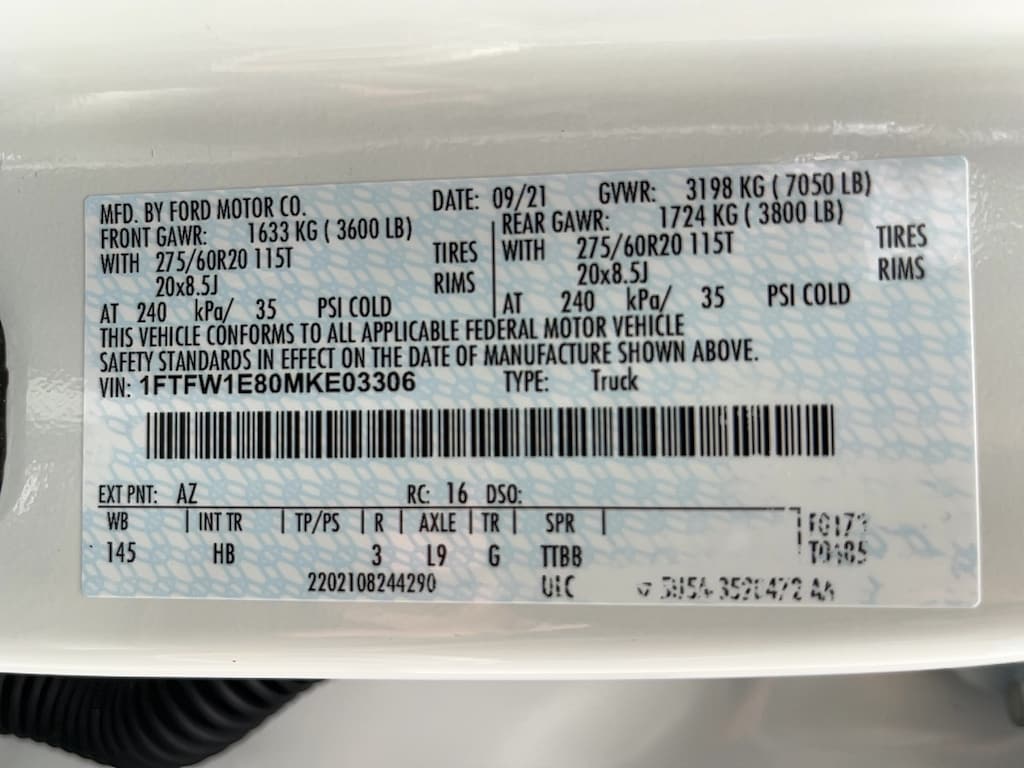 MFD. BY FORD MOTOR CO. DATE: 09/21 GVWR: 3198 KG ( 7050 LB)
FRONT GAWR: 1633 KG ( 3600 LB) REAR GAWR: 1724 KG ( 3800 LB)
WITH 275/60R20 115T TIRES WITH 275/60R20 115T TIRES
20x8.5J RIMS 20x8.5J RIMS
AT 240 kPa/ 35 PSI COLD AT 240 kPa/ 35 PSI COLD
THIS VEHICLE CONFORMS TO ALL APPLICABLE FEDERAL MOTOR VEHICLE
SAFETY STANDARDS IN EFFECT ON THE DATE OF MANUFACTURE SHOWN ABOVE.
VIN: 1FTFW1E80MKE03306 TYPE: Truck
EXT PNT: AZ RC: 16 DSO:
WB INT TR TP/PS R AXLE TR SPR
145 HB 3 L9 G TTBB
2202108244290 UIC